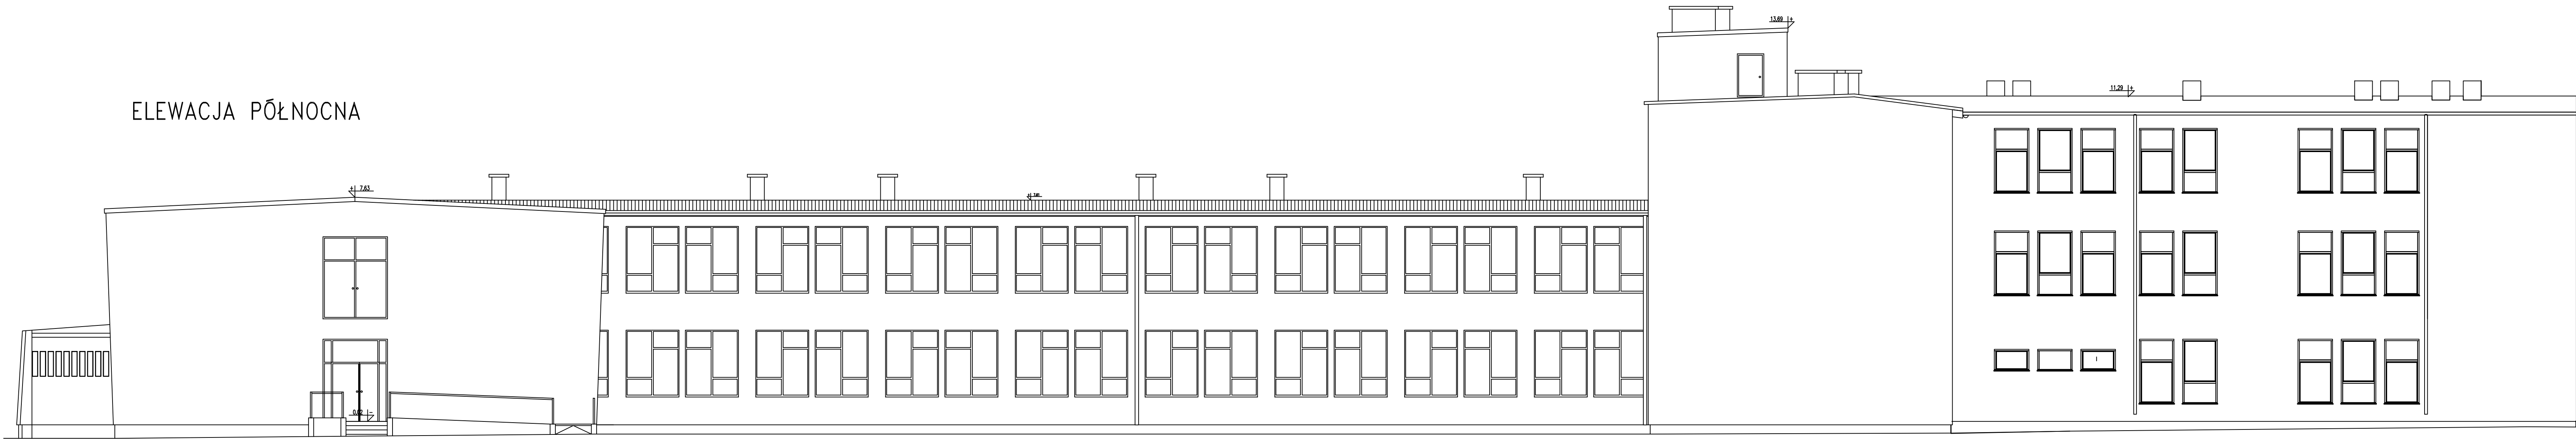 13,69 +
11,29 +
ELEWACJA PÓŁNOCNA
+ 7,63
0,02 -